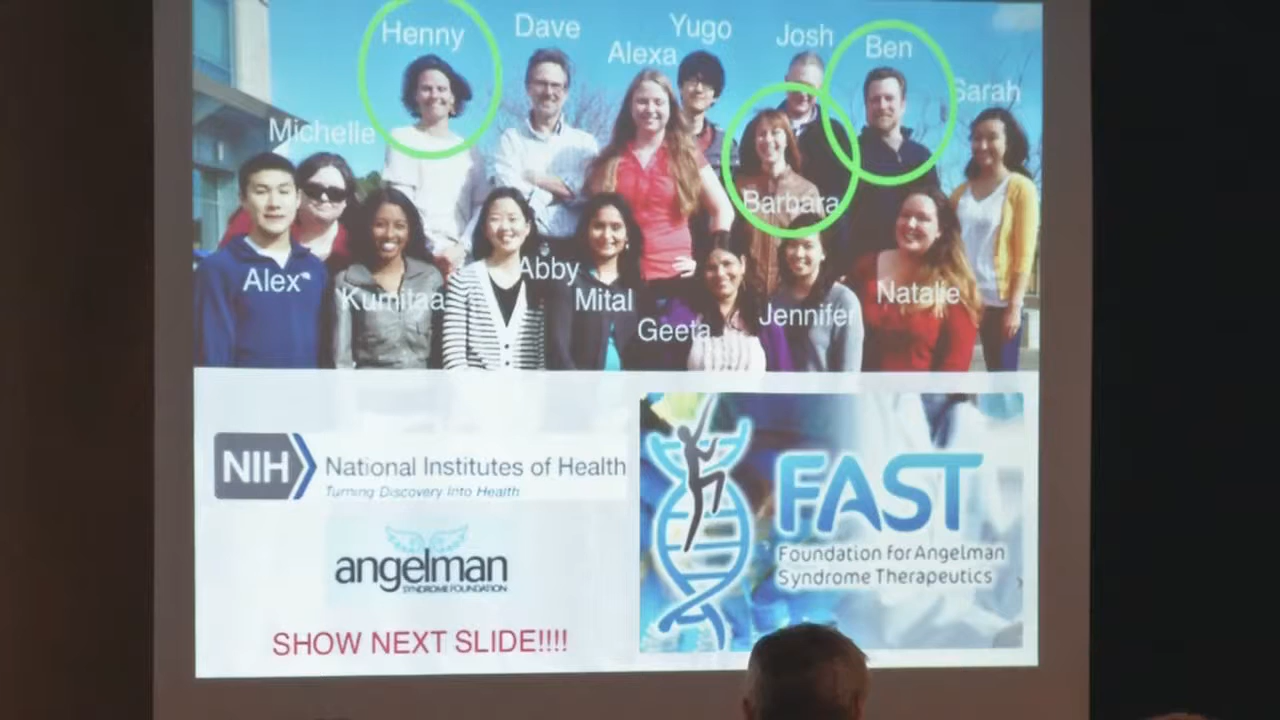 Henny
Dave
Alexa
Yugo
Josh
Ben
Sarah
Michelle
Barbara
Alex
Kumitaa
Abby
Mital
Geeta
Jennifer
Natalie
NIH
National Institutes of Health
Turning Discovery Into Health
angelman
SYNDROME FOUNDATION
SHOW NEXT SLIDE!!!!
FAST
Foundation for Angelman
Syndrome Therapeutics